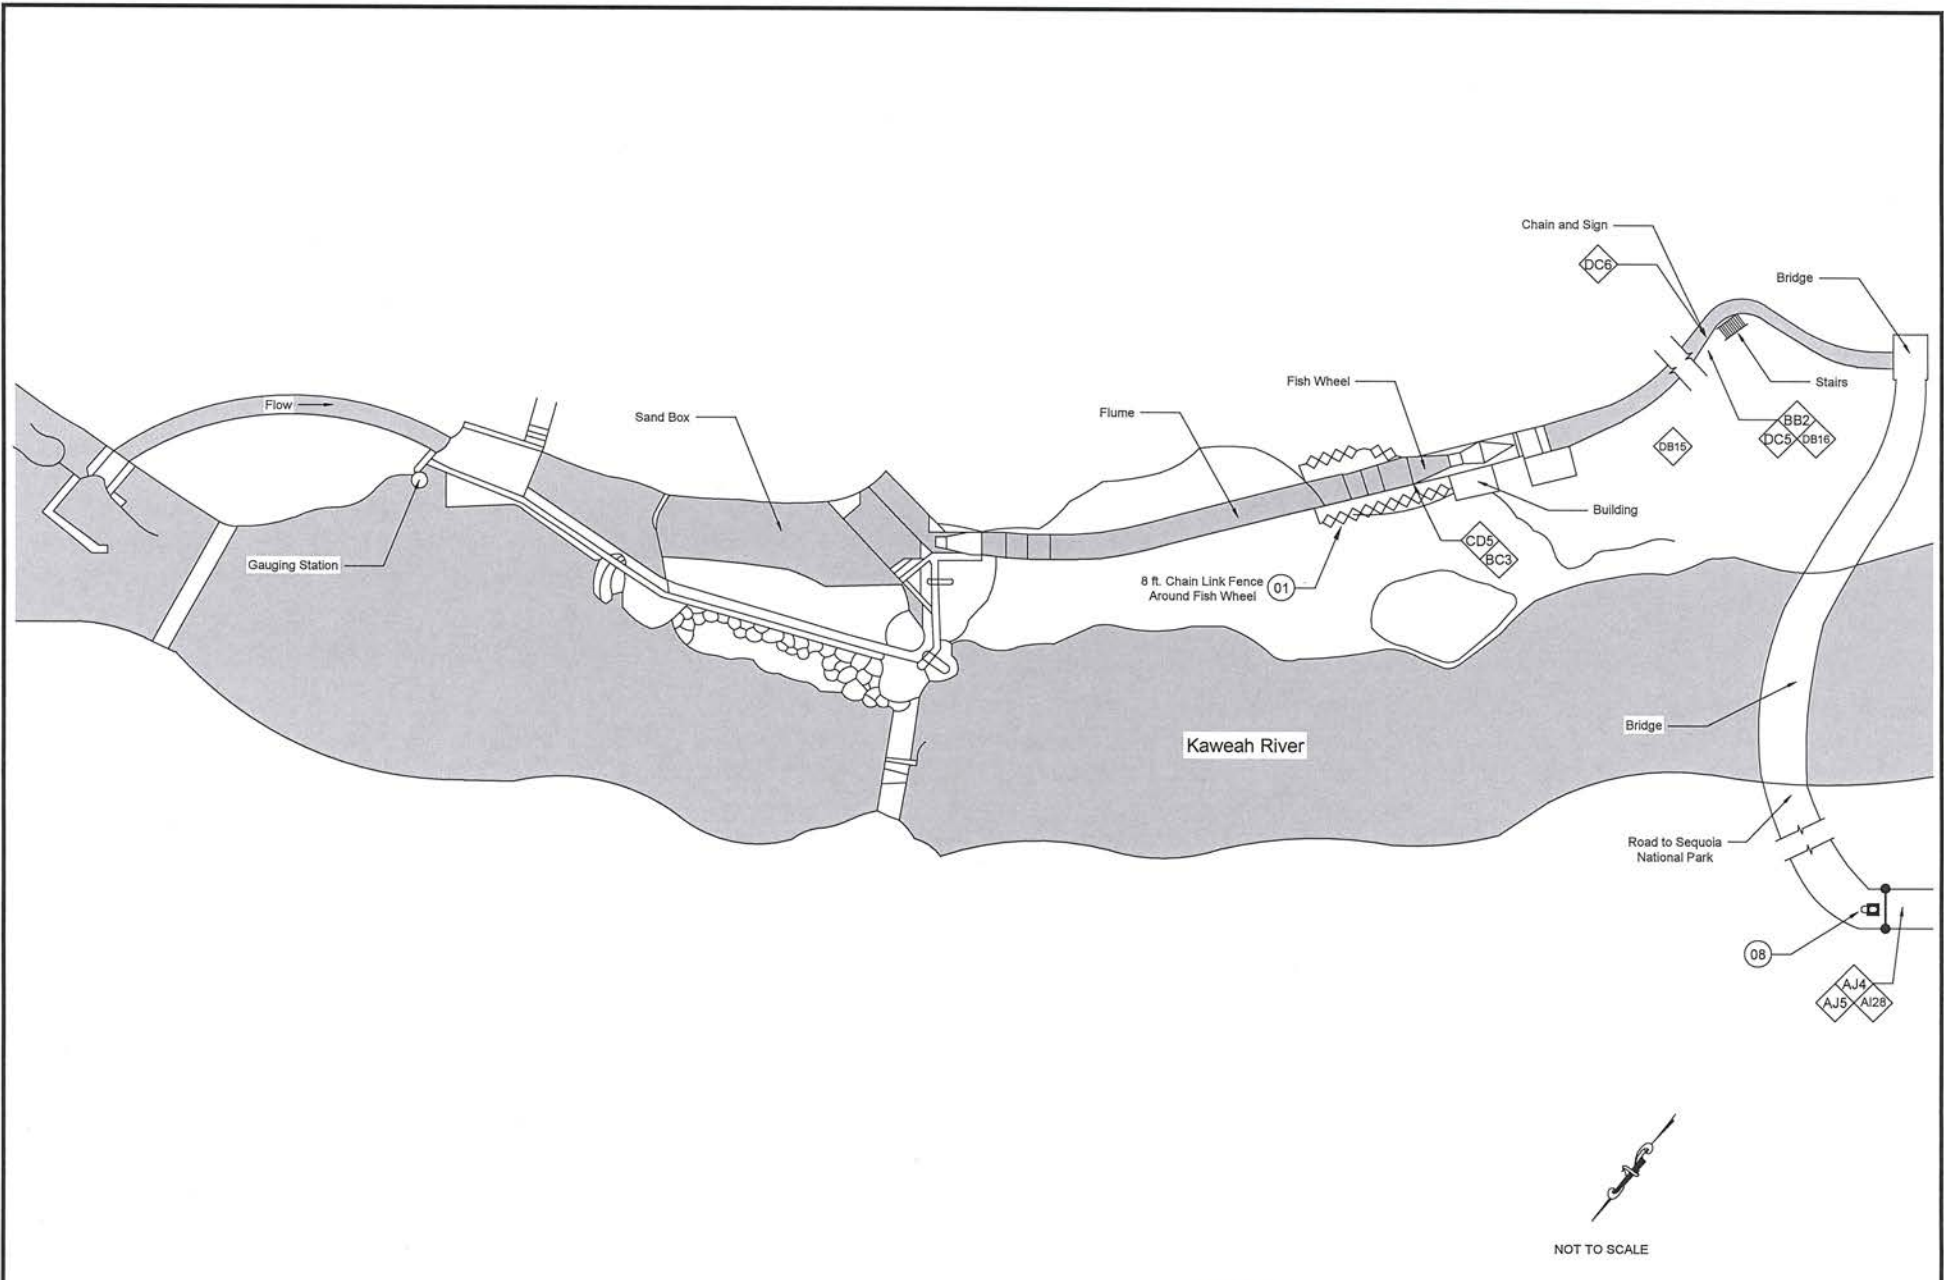 Chain and Sign
DC6
Bridge
Fish Wheel
Stairs
Flow
Sand Box
Flume
BB2
DC5 DB16
DB15
Building
CD5
BC3
Gauging Station
8 ft. Chain Link Fence
Around Fish Wheel
01
Kaweah River
Bridge
Road to Sequoia
National Park
08
AJ4
AJ5 AI28
NOT TO SCALE